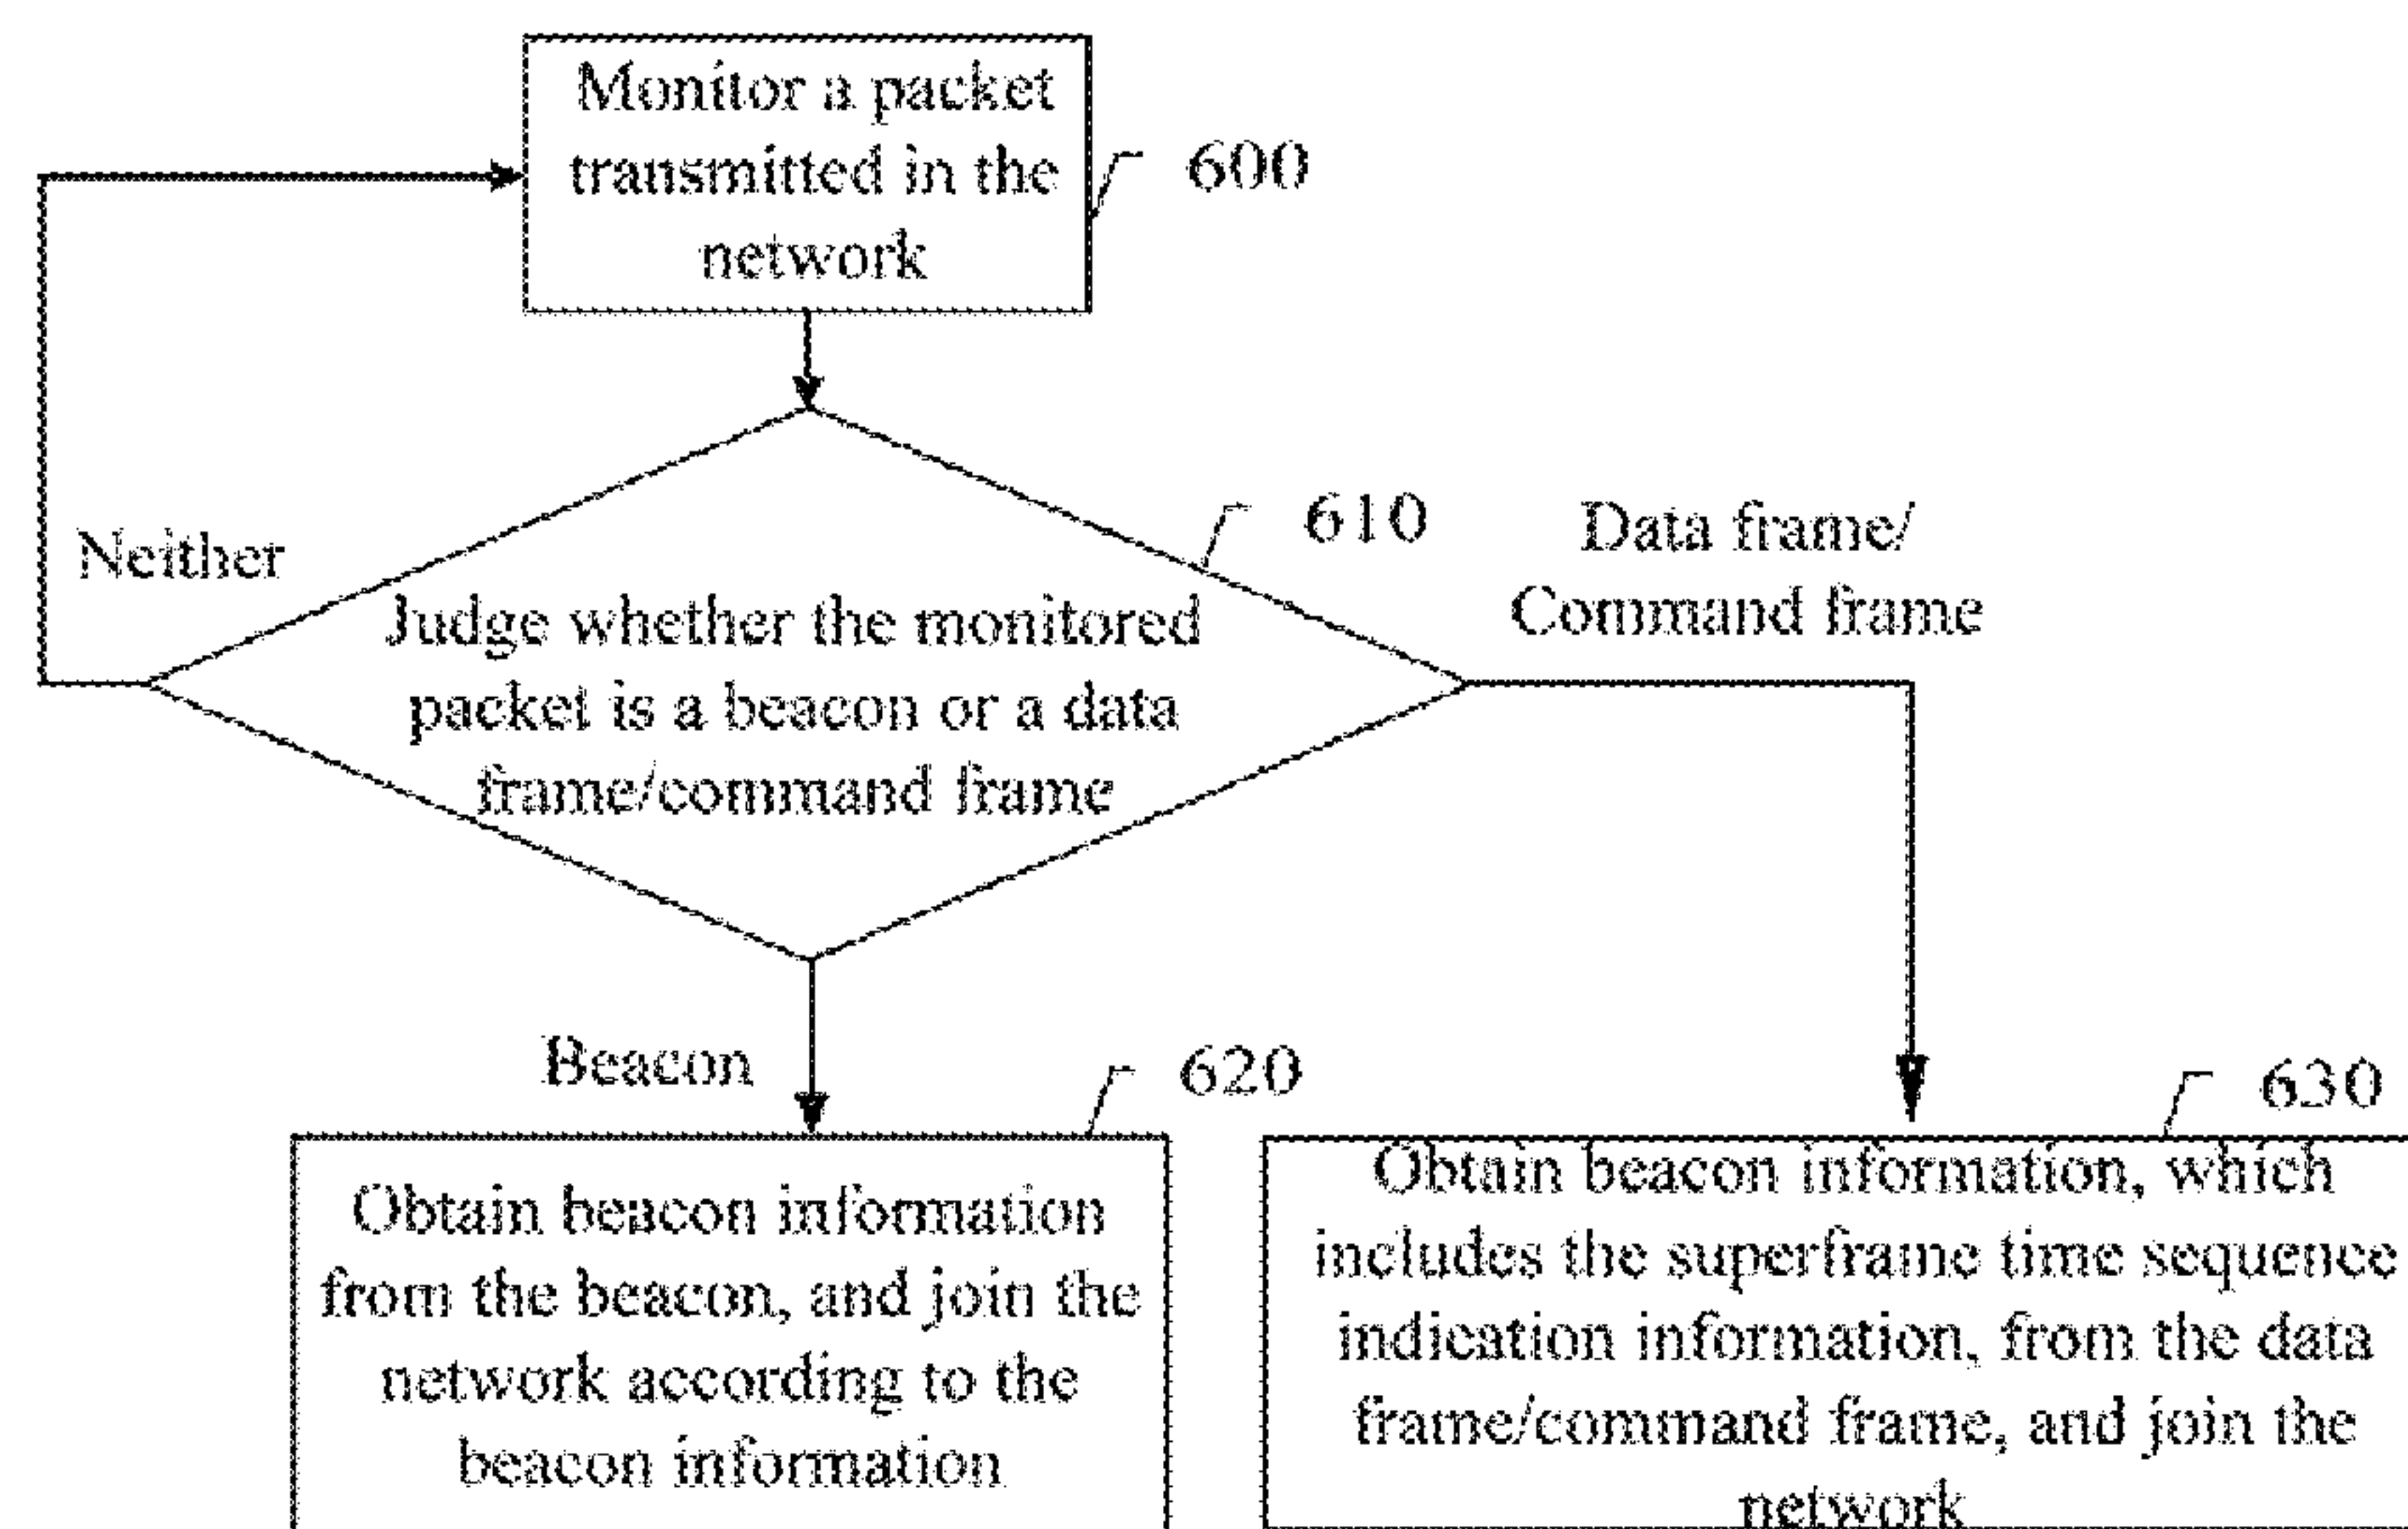 Monitor a packet
transmitted in the
network
600
Neither
610
Data frame/
Command frame
Judge whether the monitored
packet is a beacon or a data
frame/command frame
Beacon
620
630
Obtain beacon information
from the beacon, and join the
network according to the
beacon information
Obtain beacon information, which
includes the superframe time sequence
indication information, from the data
frame/command frame, and join the
network